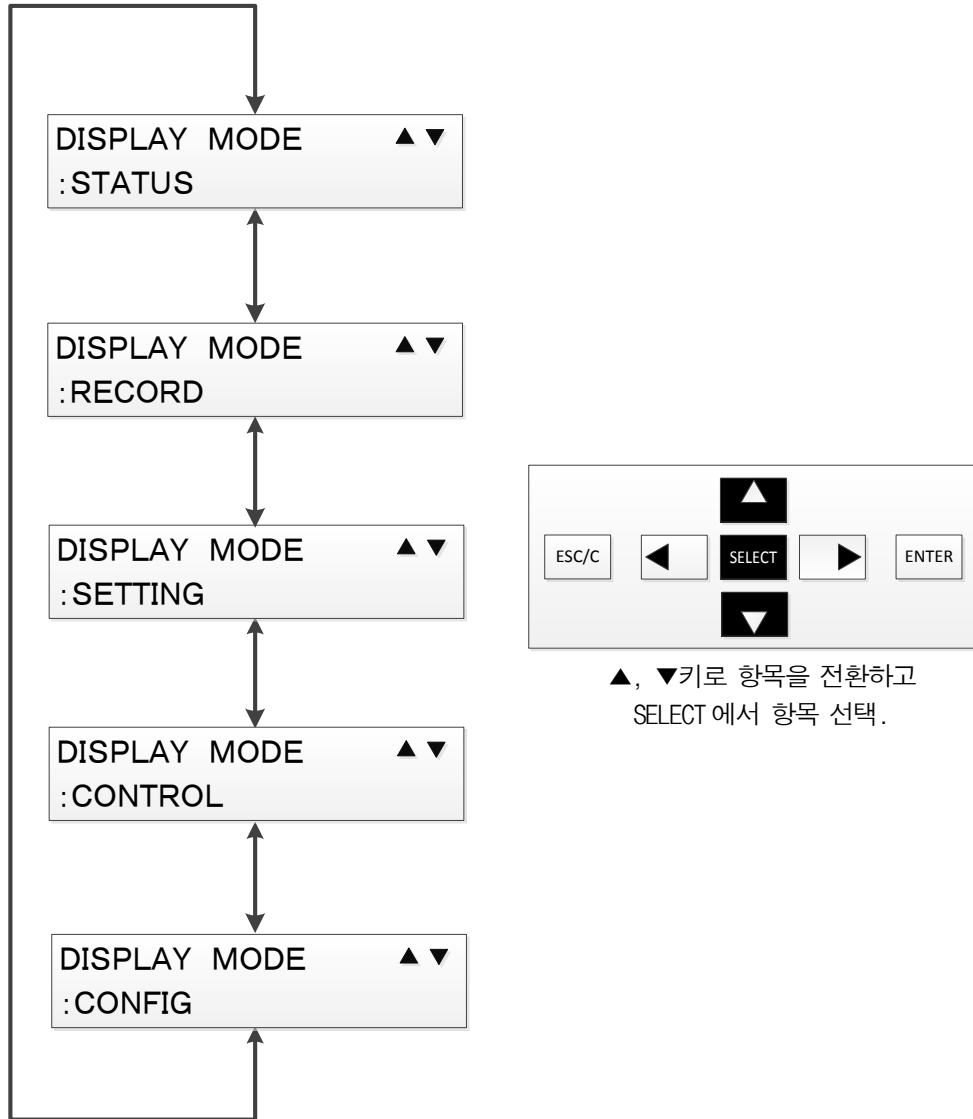 DISPLAY MODE ▲ ▼
:STATUS
DISPLAY MODE ▲ ▼
:RECORD
DISPLAY MODE ▲ ▼
:SETTING
DISPLAY MODE ▲ ▼
:CONTROL
DISPLAY MODE ▲ ▼
:CONFIG
ESC/C ◀ SELECT ▶ ENTER
▲, ▼키로 항목을 전환하고
SELECT에서 항목 선택.